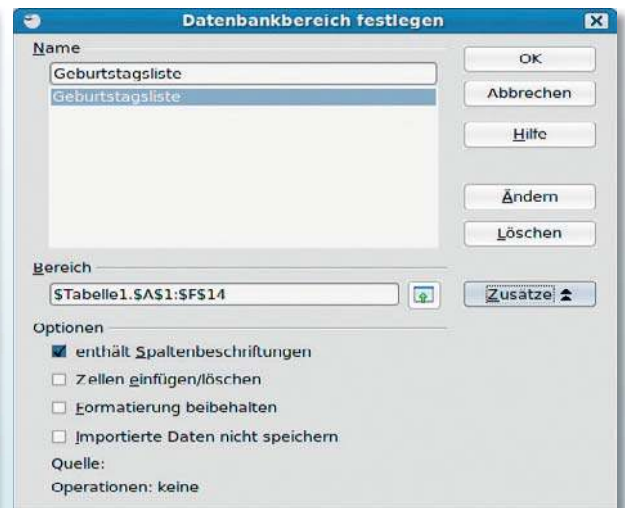 Datenbankbereich festlegen
Name
Geburtstagsliste
Geburtstagsliste
OK
Abbrechen
Hilfe
Ändern
Löschen
Bereich
$Tabelle1.$A$1:$F$14
Zusätze
Optionen
enthält Spaltenbeschriftungen
Zellen einfügen/löschen
Formatierung beibehalten
Importierte Daten nicht speichern
Quelle:
Operationen: keine